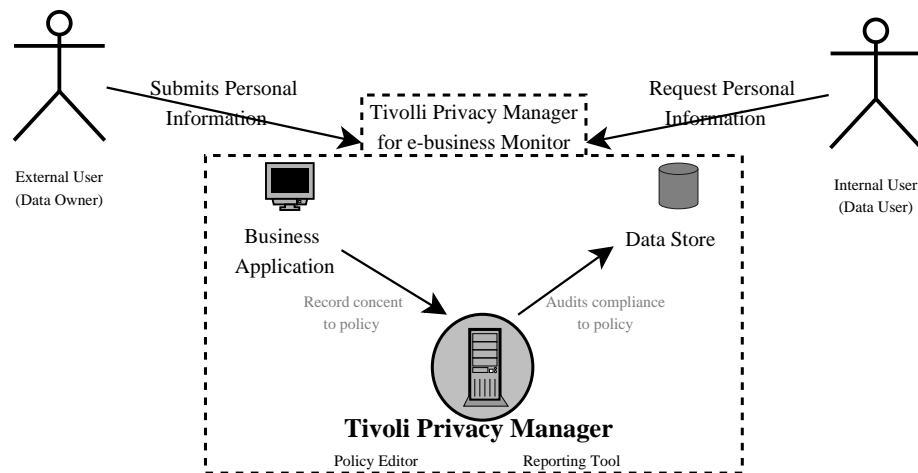 Submits Personal
Information
Request Personal
Information
Tivolli Privacy Manager
for e-business Monitor
External User
(Data Owner)
Internal User
(Data User)
Business
Application
Data Store
Record concent
to policy
Audits compliance
to policy
Tivoli Privacy Manager
Policy Editor
Reporting Tool